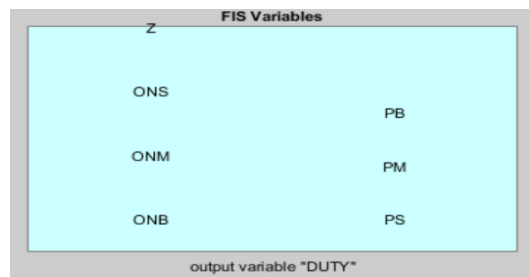 FIS Variables
Z
ONS
PB
ONM
PM
ONB
PS
output variable "DUTY"